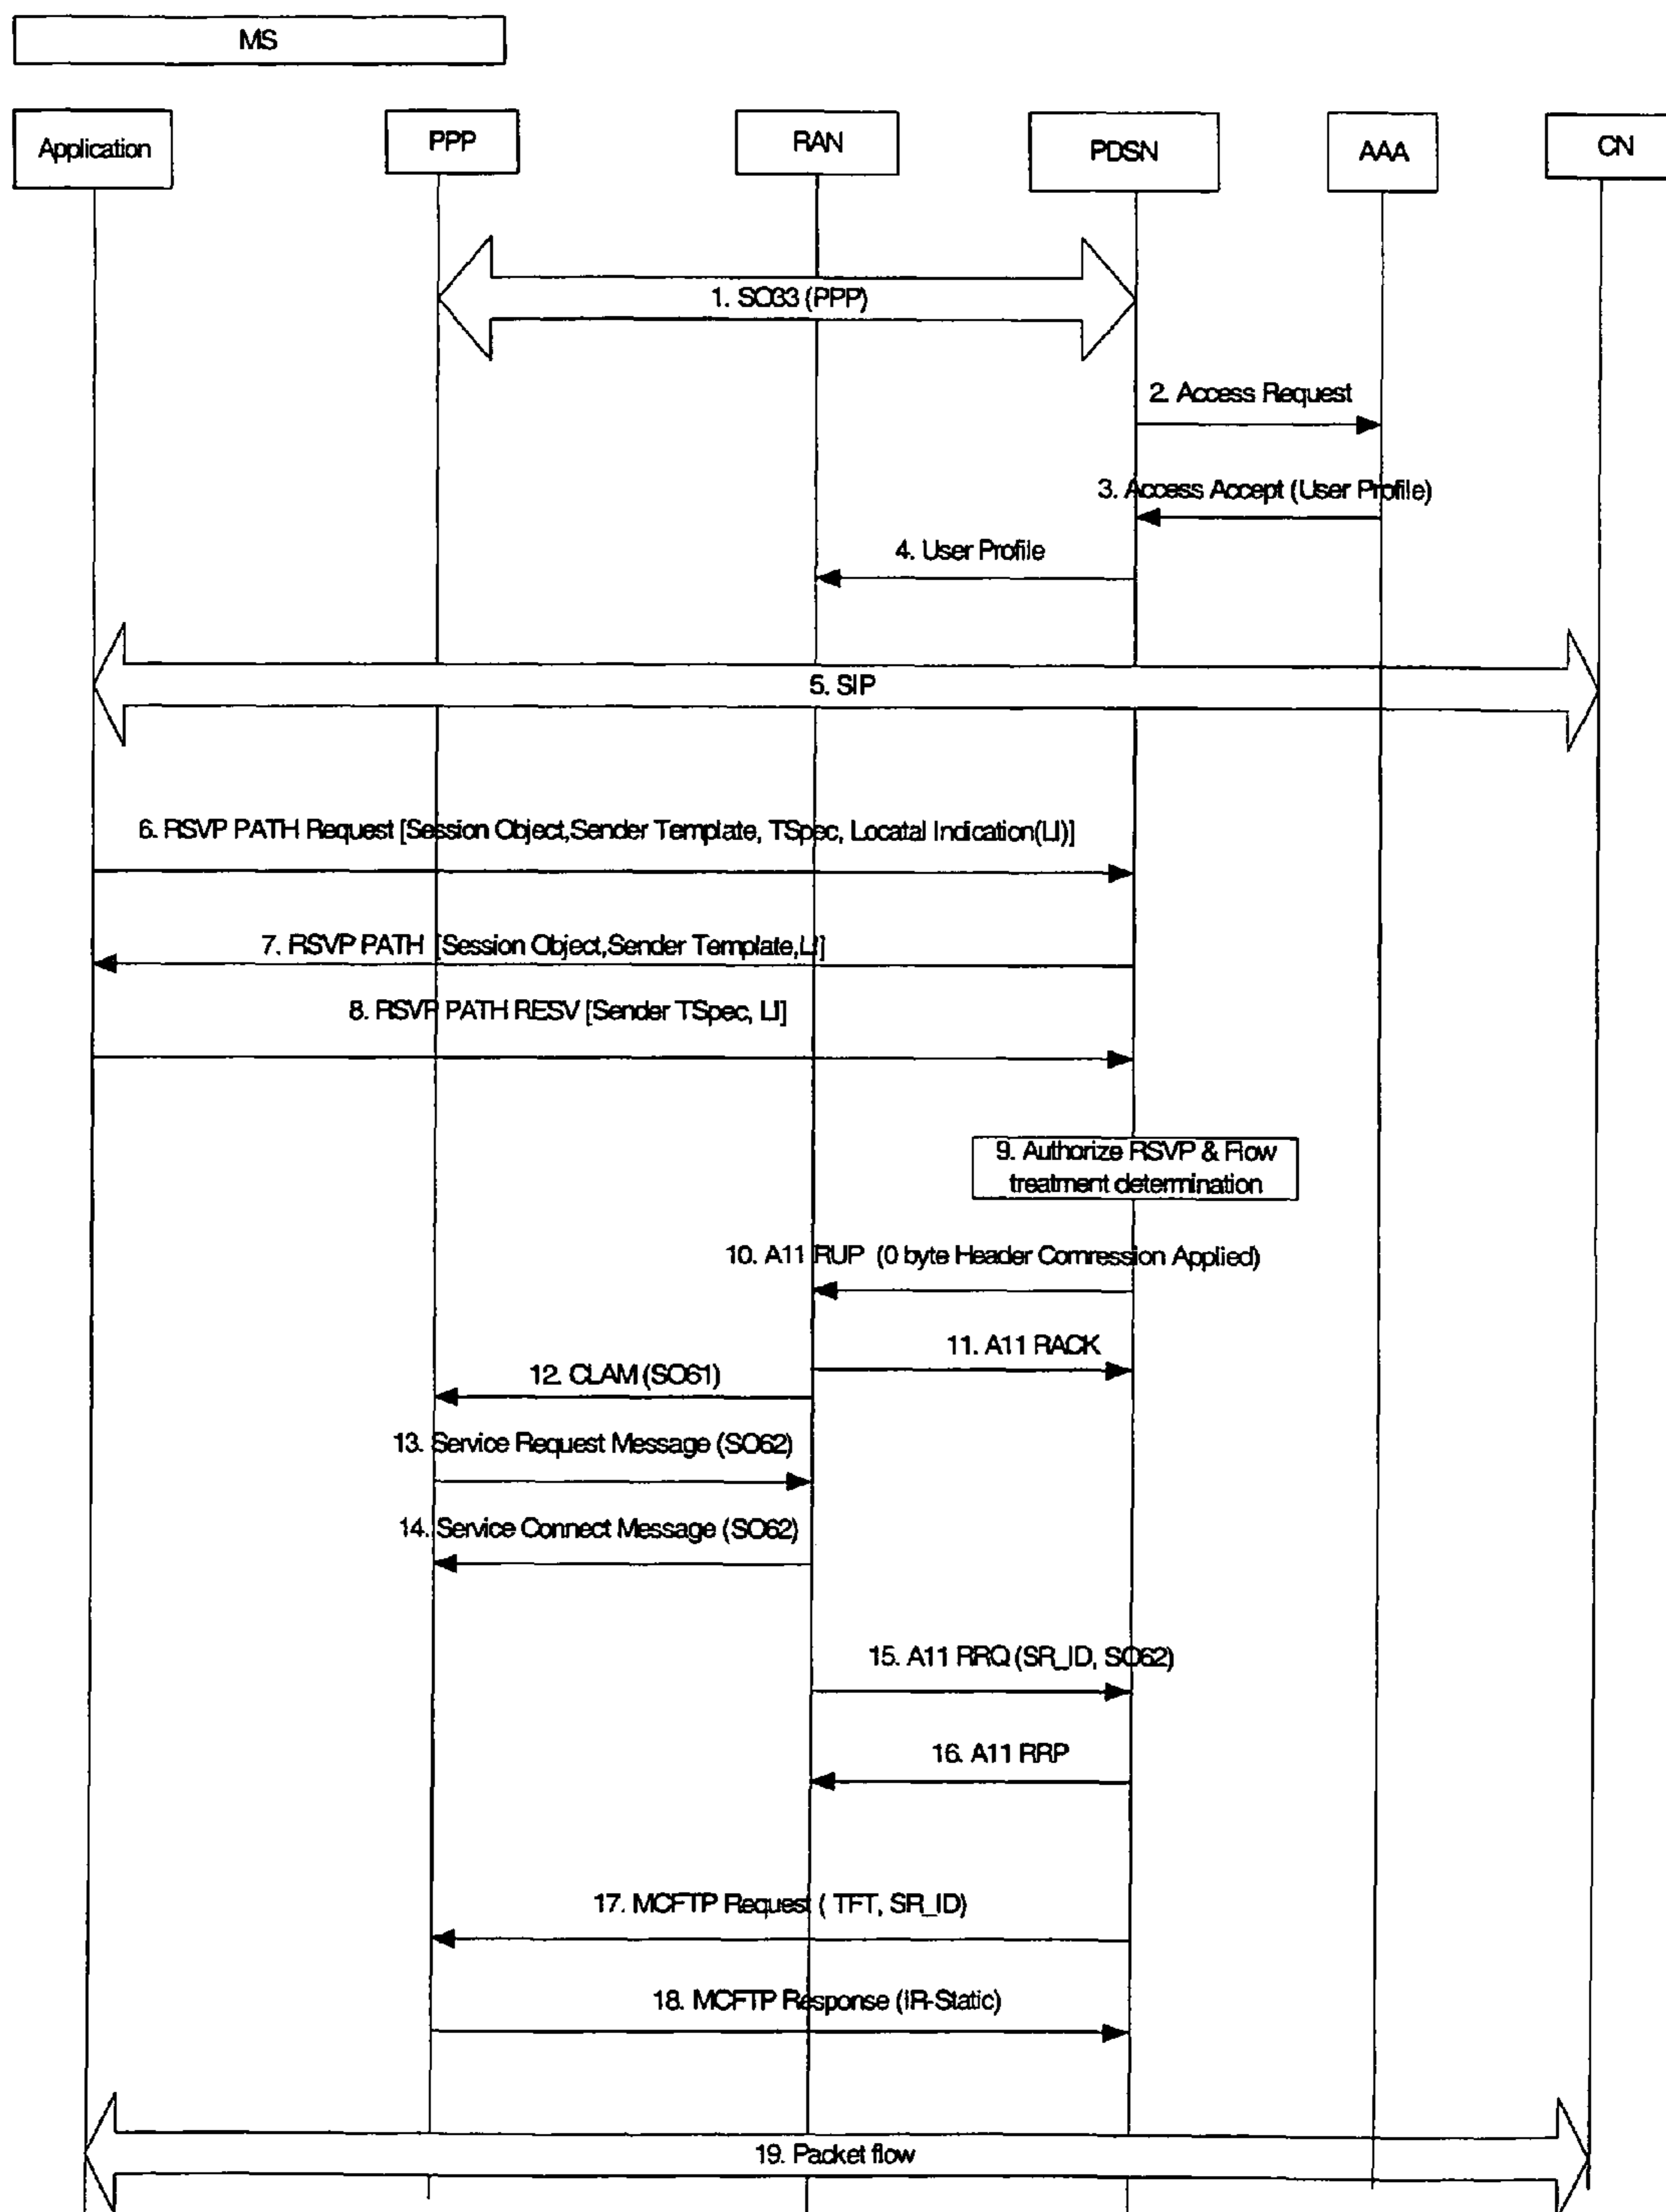 MS
Application
PPP
RAN
PDSN
AAA
CN
1. SO33 (PPP)
2. Access Request
3. Access Accept (User Profile)
4. User Profile
5. SIP
6. RSVP PATH Request [Session Object,Sender Template, TSpec, Locatal Indication(LI)]
7. RSVP PATH [Session Object,Sender Template,LI]
8. RSVP PATH RESV [Sender TSpec, LI]
9. Authorize RSVP & Flow
treatment determination
10. A11 RUP (0 byte Header Comression Applied)
11. A11 RACK
12. CLAM (SO61)
13. Service Request Message (SO62)
14. Service Connect Message (SO62)
15. A11 RRQ (SR_ID, SO62)
16. A11 RRP
17. MCFTP Request ( TFT, SR_ID)
18. MCFTP Response (IR-Static)
19. Packet flow